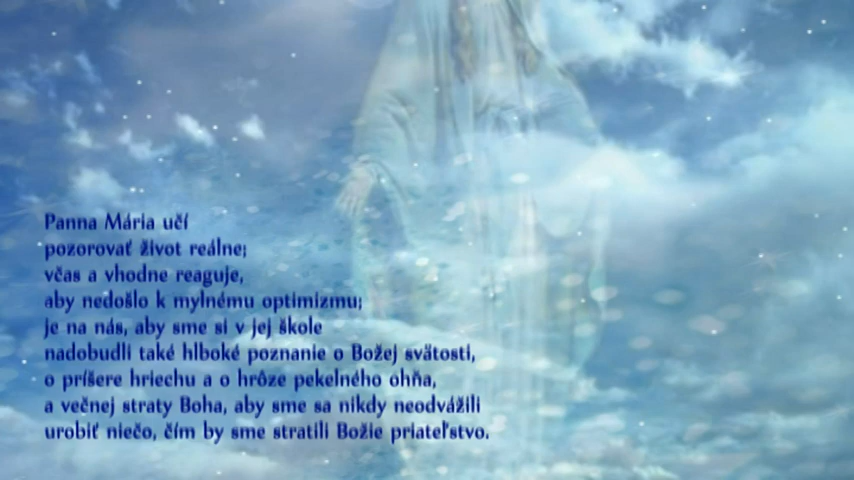 Panna Mária učí
pozorovať život reálne;
včas a vhodne reaguje,
aby nedošlo k mylnému optimizmu;
je na nás, aby sme si v jej škole
nadobudli také hlboké poznanie o Božej svätosti,
o príšere hriechu a o hrôze pekelného ohňa,
a večnej straty Boha, aby sme sa nikdy neodvážili
urobiť niečo, čím by sme stratili Božie priateľstvo.